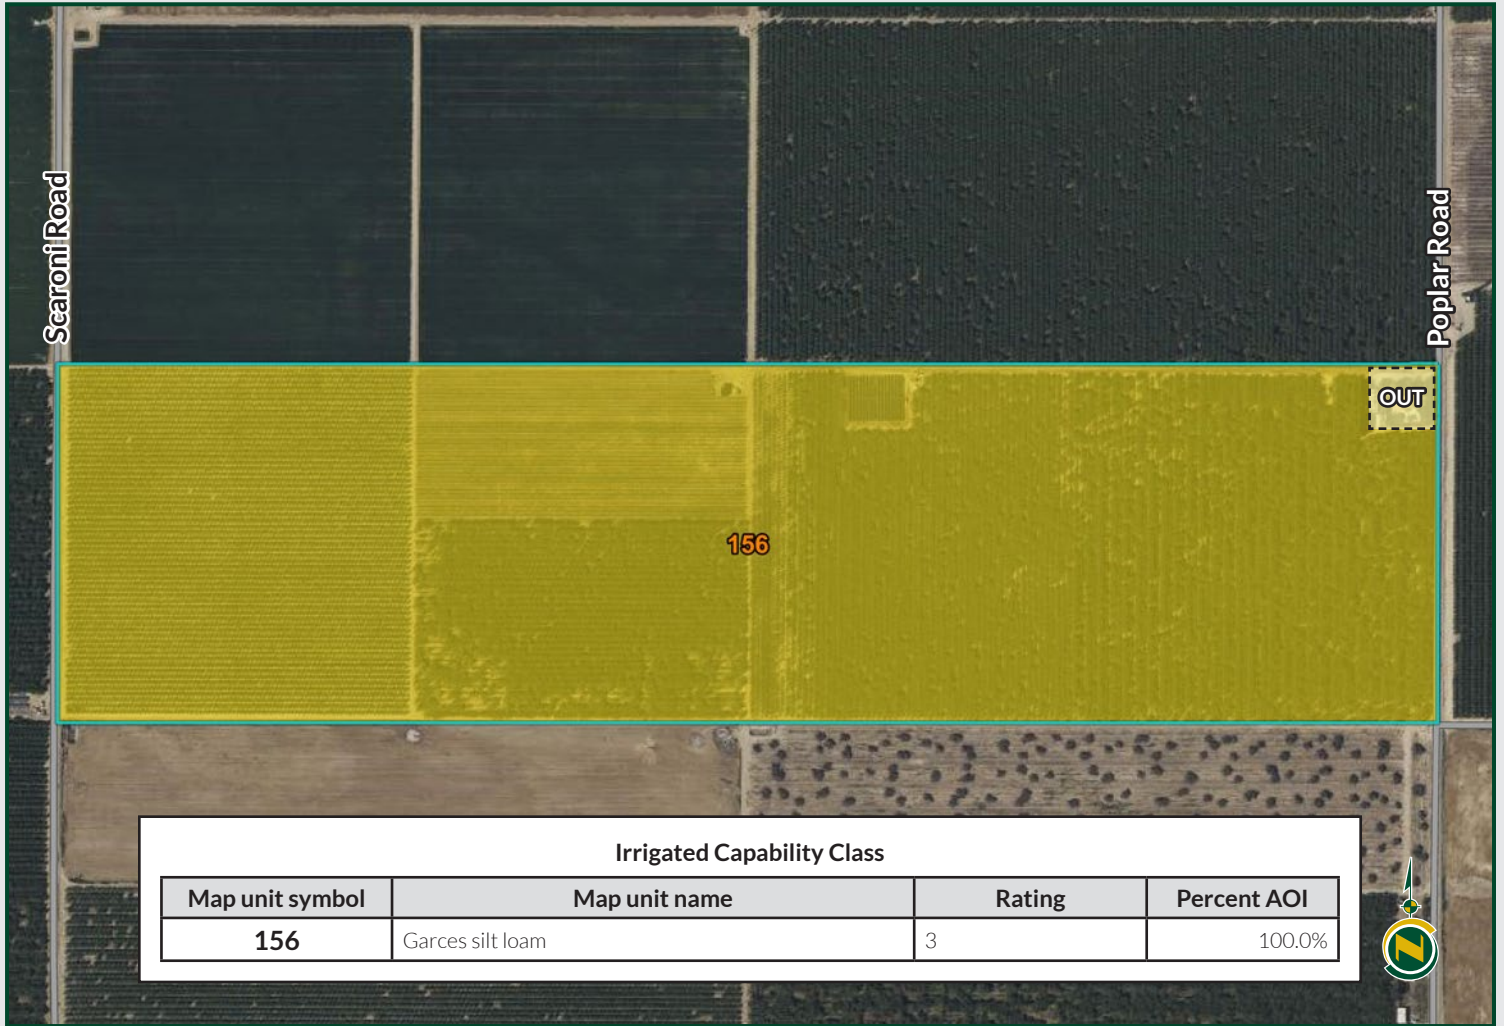 Scaroni Road
Poplar Road
OUT
156
Irrigated Capability Class
Map unit symbol Map unit name Rating Percent AOI
156 Garces silt loam 3 100.0%
N